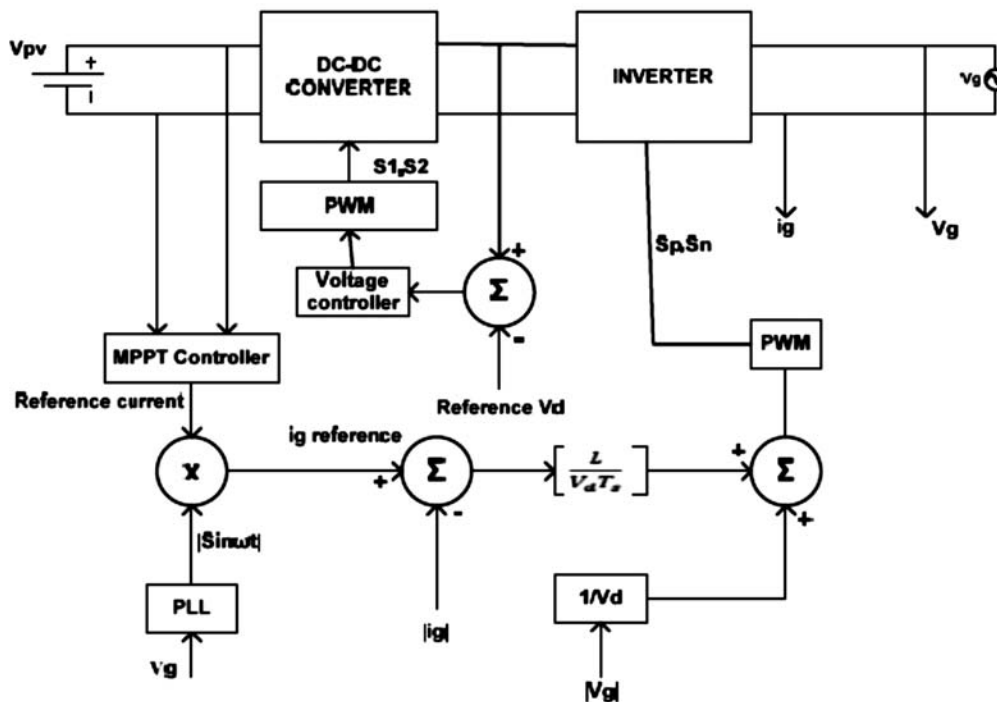 Vpv
+
DC-DC
CONVERTER
INVERTER
Vg
S1,S2
PWM
ig
Vg
Sp,Sn
+
Voltage
controller
Σ
-
MPPT Controller
PWM
Reference current
Reference Vd
ig reference
X
+
Σ
-
[L / VdTs]
+
Σ
+
|Sinωt|
PLL
1/Vd
|ig|
Vg
|Vg|